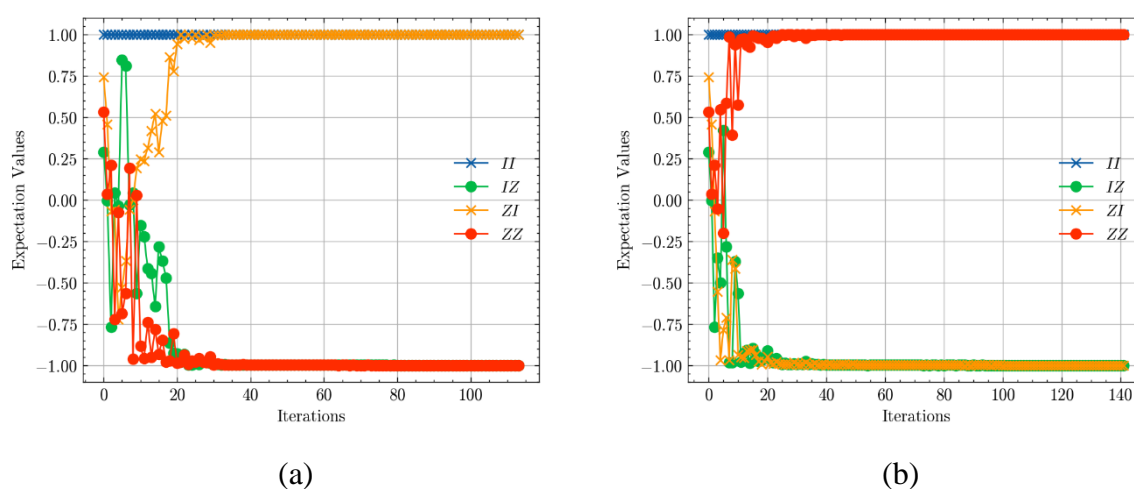 1.00
0.75
0.50
0.25
0.00
−0.25
−0.50
−0.75
−1.00
Expectation Values
II
IZ
ZI
ZZ
0 20 40 60 80 100
Iterations
(a)
1.00
0.75
0.50
0.25
0.00
−0.25
−0.50
−0.75
−1.00
Expectation Values
II
IZ
ZI
ZZ
0 20 40 60 80 100 120 140
Iterations
(b)